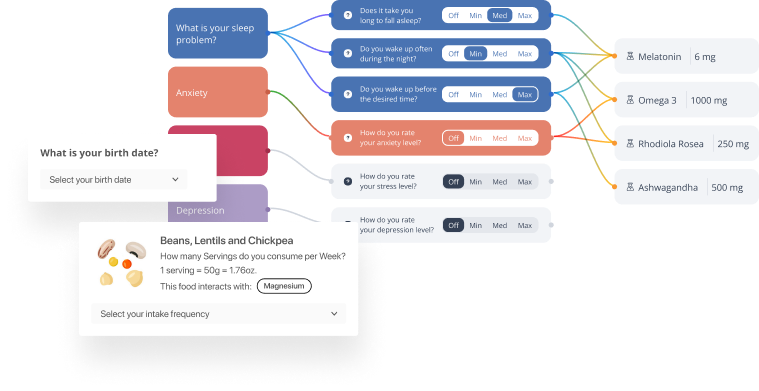 What is your sleep
problem?
Anxiety
level?
Depression
Does it take you
long to fall asleep?
Off Min Med Max
Do you wake up often
during the night?
Off Min Med Max
Do you wake up before
the desired time?
Off Min Med Max
How do you rate
your anxiety level?
Off Min Med Max
How do you rate
your stress level?
Off Min Med Max
How do you rate
your depression level?
Off Min Med Max
Melatonin 6 mg
Omega 3 1000 mg
Rhodiola Rosea 250 mg
Ashwagandha 500 mg
What is your birth date?
Select your birth date
Beans, Lentils and Chickpea
How many Servings do you consume per Week?
1 serving = 50g = 1.76oz.
This food interacts with: Magnesium
Select your intake frequency